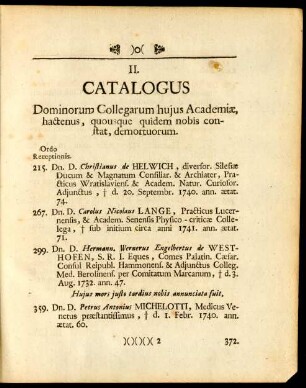 )o(
II.
CATALOGUS
Dominorum Collegarum hujus Academiæ,
hactenus, quousque quidem nobis con-
stat, demortuorum.
Ordo
Receptionis.
215. Dn. D. Christianus de HELWICH, diversor. Silesiæ
Ducum & Magnatum Consiliar. & Archiater, Pra-
cticus Wratislaviens. & Academ. Natur. Curiosor.
Adjunctus, † d. 20. Septembr. 1740. ann. ætat.
74.
267. Dn. D. Carolus Nicolaus LANGE, Practicus Lucer-
nensis, & Academ. Senensis Physico-criticæ Colle-
ga, † sub initium circa anni 1741. ann. ætat.
71.
299. Dn. D. Hermann. Wernerus Engelbertus de WEST-
HOFEN, S. R. I. Eques, Comes Palatin. Cæsar.
Consul Reipubl. Hammonens. & Adjunctus Colleg.
Med. Berolinens. per Comitatum Marcanum, † d. 3.
Aug. 1732. ann. 47.
Hujus mors justo tardius nobis annunciata fuit,
359. Dn. D. Petrus Antonius MICHELOTTI, Medicus Ve-
netus præstantissimus, † d. 1. Febr. 1740. ann.
ætat. 60.
)()()()( 2
372.